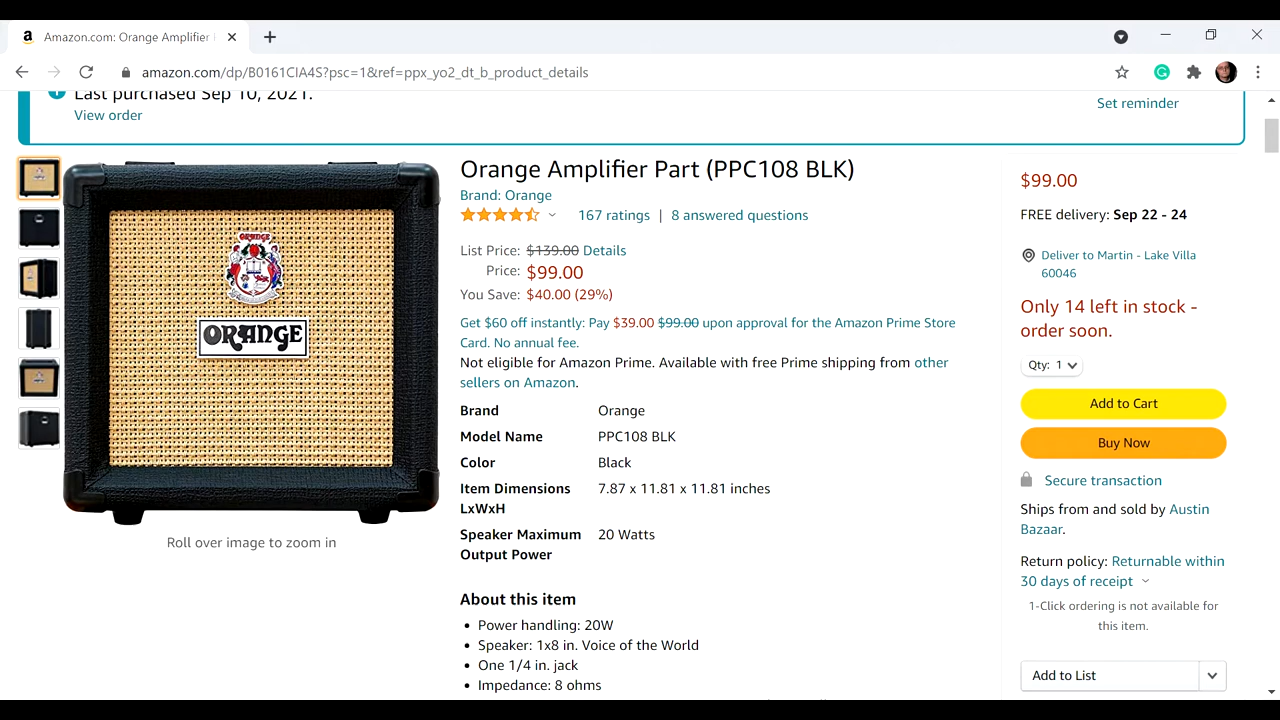 Amazon.com: Orange Amplifier
amazon.com/dp/B0161CIA4S?psc=1&ref=ppx_yo2_dt_b_product_details
Last purchased Sep 10, 2021.
View order
Set reminder
ORANGE
ORANGE
Roll over image to zoom in
Orange Amplifier Part (PPC108 BLK)
Brand: Orange
167 ratings | 8 answered questions
List Price: $139.00 Details
Price: $99.00
You Save: $40.00 (29%)
Get $60 off instantly: Pay $39.00 $99.00 upon approval for the Amazon Prime Store
Card. No annual fee.
Not eligible for Amazon Prime. Available with free Prime shipping from other
sellers on Amazon.
Brand Orange
Model Name PPC108 BLK
Color Black
Item Dimensions 7.87 x 11.81 x 11.81 inches
LxWxH
Speaker Maximum 20 Watts
Output Power
About this item
• Power handling: 20W
• Speaker: 1x8 in. Voice of the World
• One 1/4 in. jack
• Impedance: 8 ohms
$99.00
FREE delivery: Sep 22 - 24
Deliver to Martin - Lake Villa
60046
Only 14 left in stock -
order soon.
Qty: 1
Add to Cart
Buy Now
Secure transaction
Ships from and sold by Austin
Bazaar.
Return policy: Returnable within
30 days of receipt
1-Click ordering is not available for
this item.
Add to List